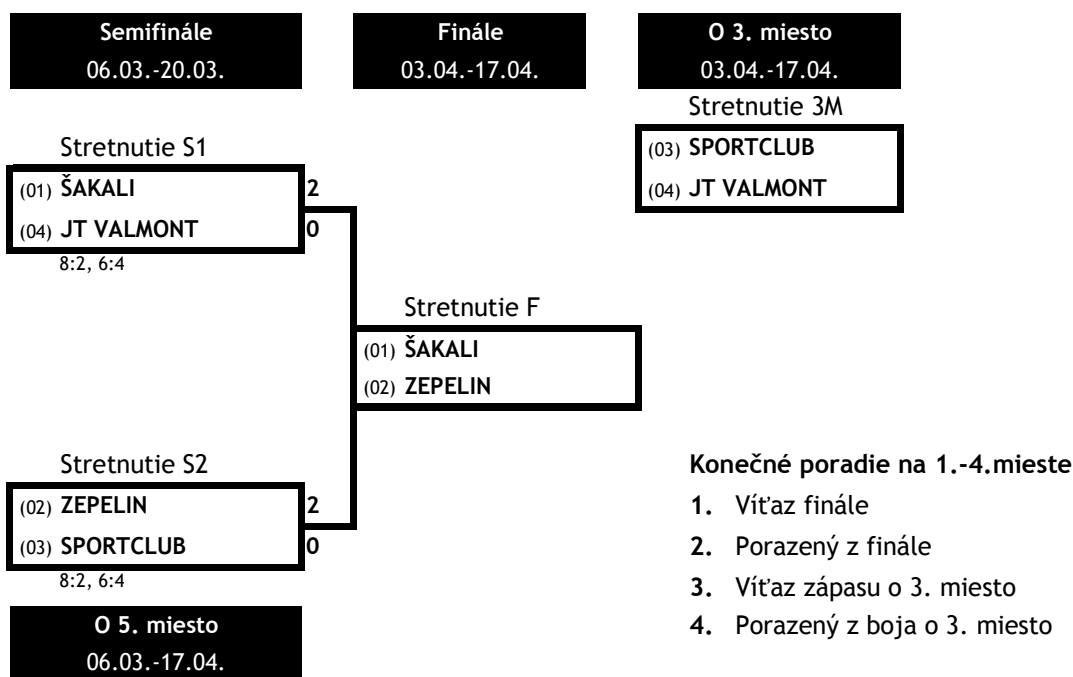 Semifinále
06.03.-20.03.
Finále
03.04.-17.04.
O 3. miesto
03.04.-17.04.
Stretnutie 3M
(03) SPORTCLUB
(04) JT VALMONT
Stretnutie S1
(01) ŠAKALI 2
(04) JT VALMONT 0
8:2, 6:4
Stretnutie F
(01) ŠAKALI
(02) ZEPELIN
Stretnutie S2
(02) ZEPELIN 2
(03) SPORTCLUB 0
8:2, 6:4
Konečné poradie na 1.-4.mieste
1. Víťaz finále
2. Porazený z finále
3. Víťaz zápasu o 3. miesto
4. Porazený z boja o 3. miesto
O 5. miesto
06.03.-17.04.